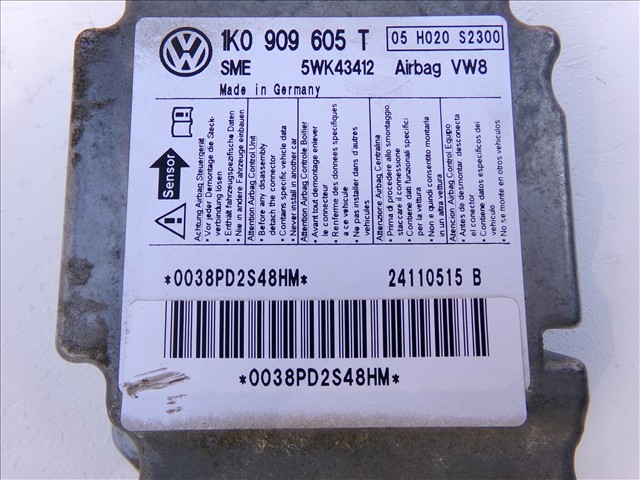 1K0 909 605 T
05 H020 S2300
SME 5WK43412 Airbag VW8
Made in Germany
Sensor
Achtung Airbag Steuergerät
• Vor jeder Demontage die Steck-
verbindung lösen
• Enthält fahrzeugspezifische Daten
• Nie in andere Fahrzeuge einbauen
Attention Airbag Control Unit
• Before any disassembly
detach the connector
• Contains specific vehicle data
• Never install in another car
Attention Airbag Controle Boitier
• Avant tout demontage enlever
le connecteur
• Renferme des donnees specifiques
a ce vehicule
• Ne pas installer dans d'autres
vehicules
Attenzione Airbag Centralina
• Prima di procedere allo smontaggio
staccare il connessione
• Contiene dati funzionali specifici
per la vettura
• Non e quindi consentito montarla
in un altra vettura
Atencion Airbag Control Equipo
• Antes de desmontar desconecta
el conector
• Contiene datos especificos del
vehiculo
• No se monte en otros vehiculos
*0038PD2S48HM* 24110515 B
*0038PD2S48HM*